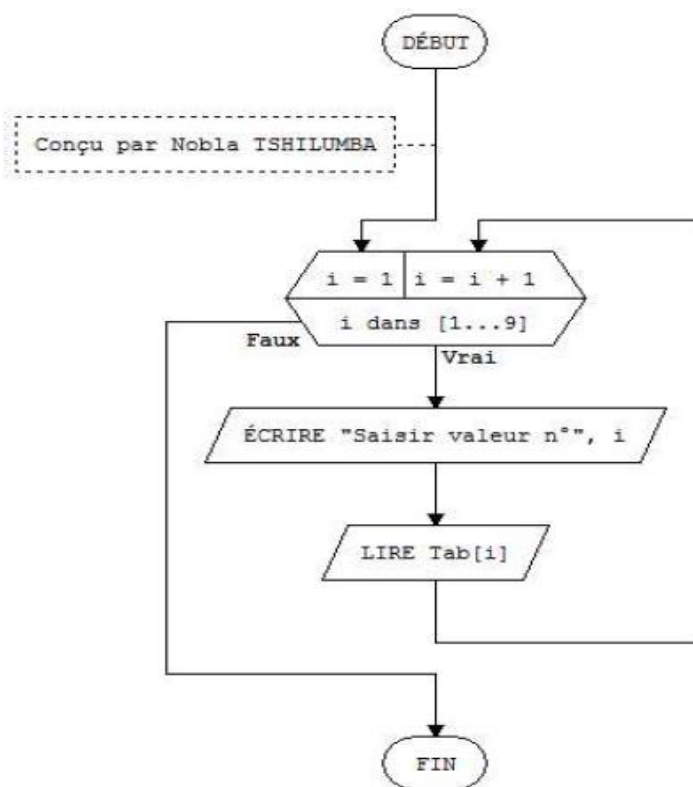 DÉBUT
Conçu par Nobla TSHILUMBA
i = 1
i = i + 1
i dans [1...9]
Faux
Vrai
ÉCRIRE "Saisir valeur n°", i
LIRE Tab[i]
FIN